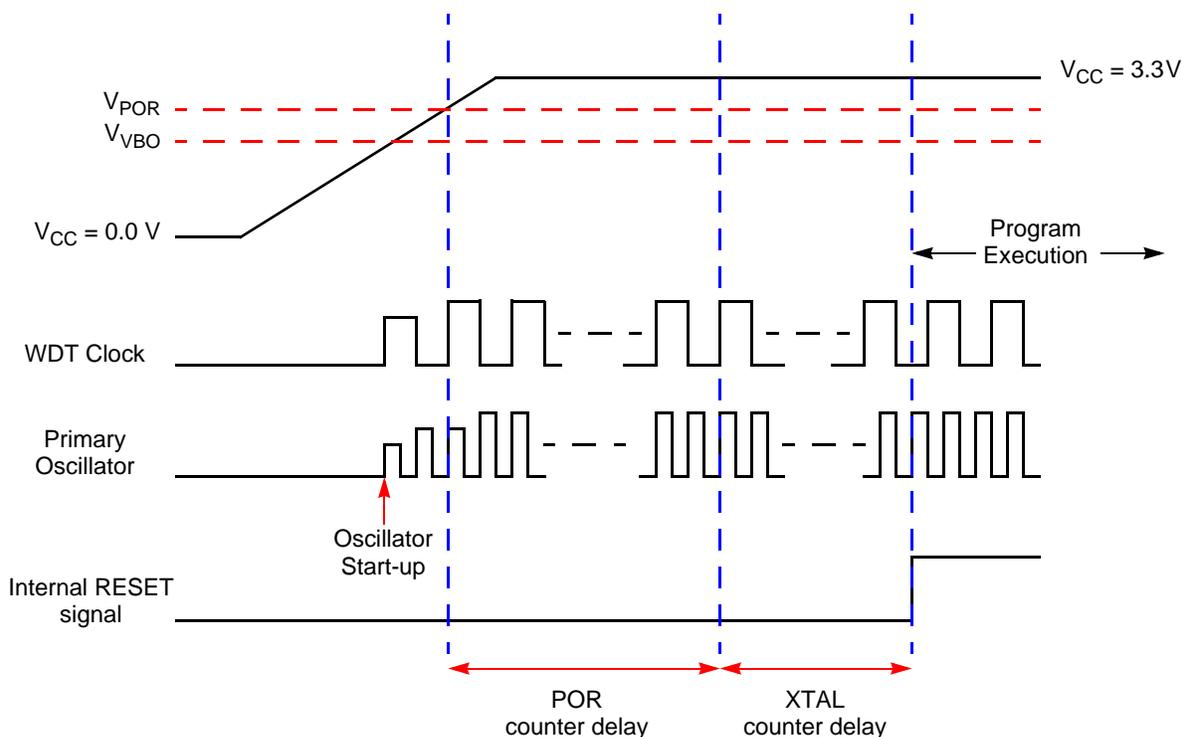 V_CC = 3.3V
V_POR
V_VBO
V_CC = 0.0 V
Program
Execution
WDT Clock
Primary
Oscillator
Oscillator
Start-up
Internal RESET
signal
POR
counter delay
XTAL
counter delay